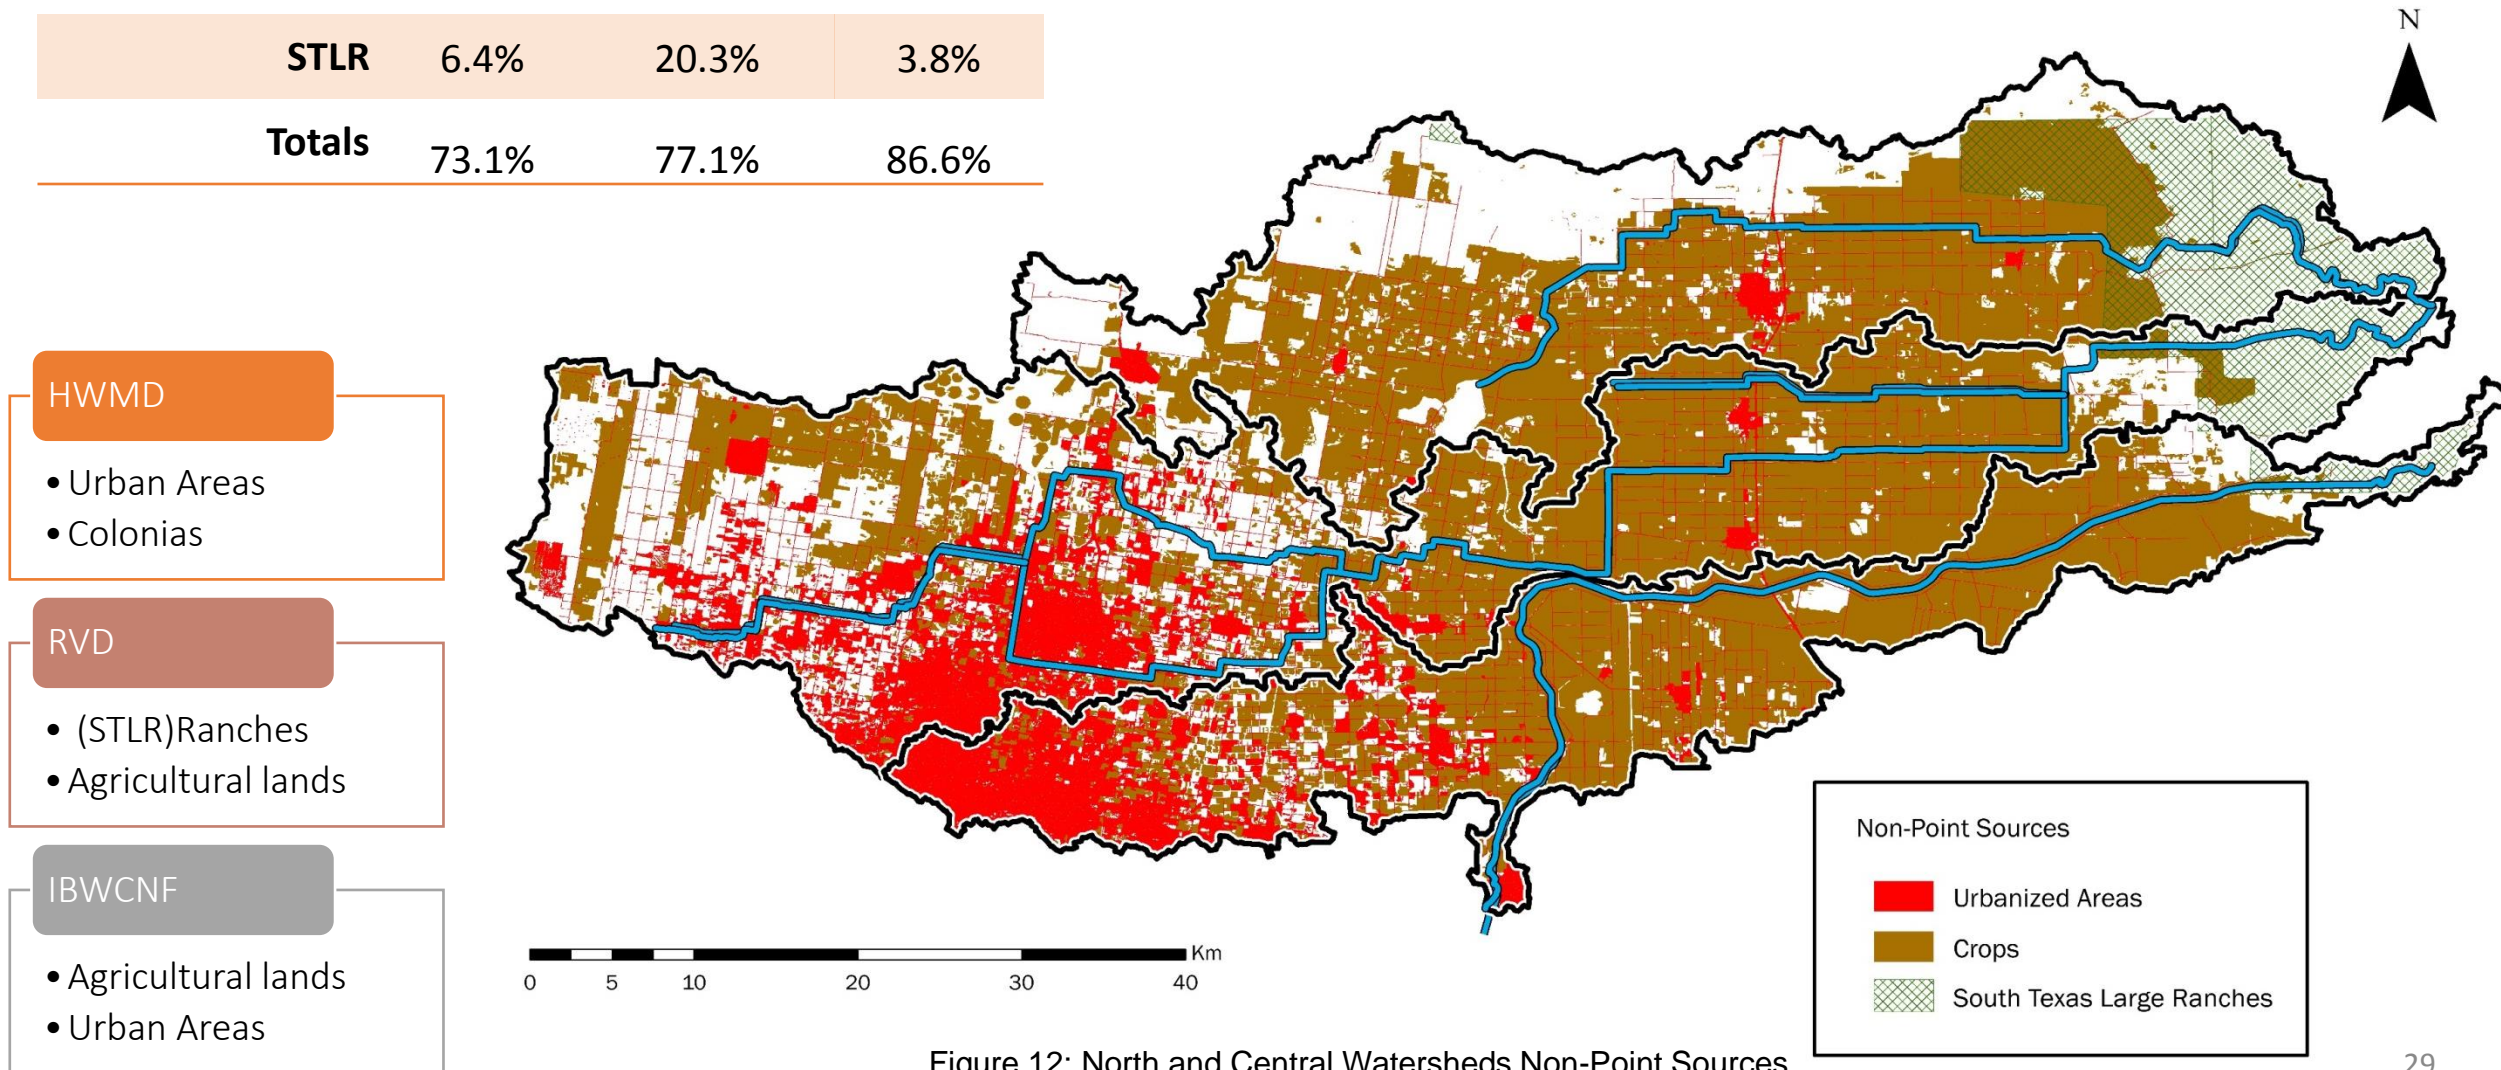 STLR 6.4% 20.3% 3.8%
Totals 73.1% 77.1% 86.6%
HWMD
• Urban Areas
• Colonias
RVD
• (STLR)Ranches
• Agricultural lands
IBWCNF
• Agricultural lands
• Urban Areas
N
Km
0 5 10 20 30 40
Non-Point Sources
Urbanized Areas
Crops
South Texas Large Ranches
Figure 12: North and Central Watersheds Non-Point Sources
29